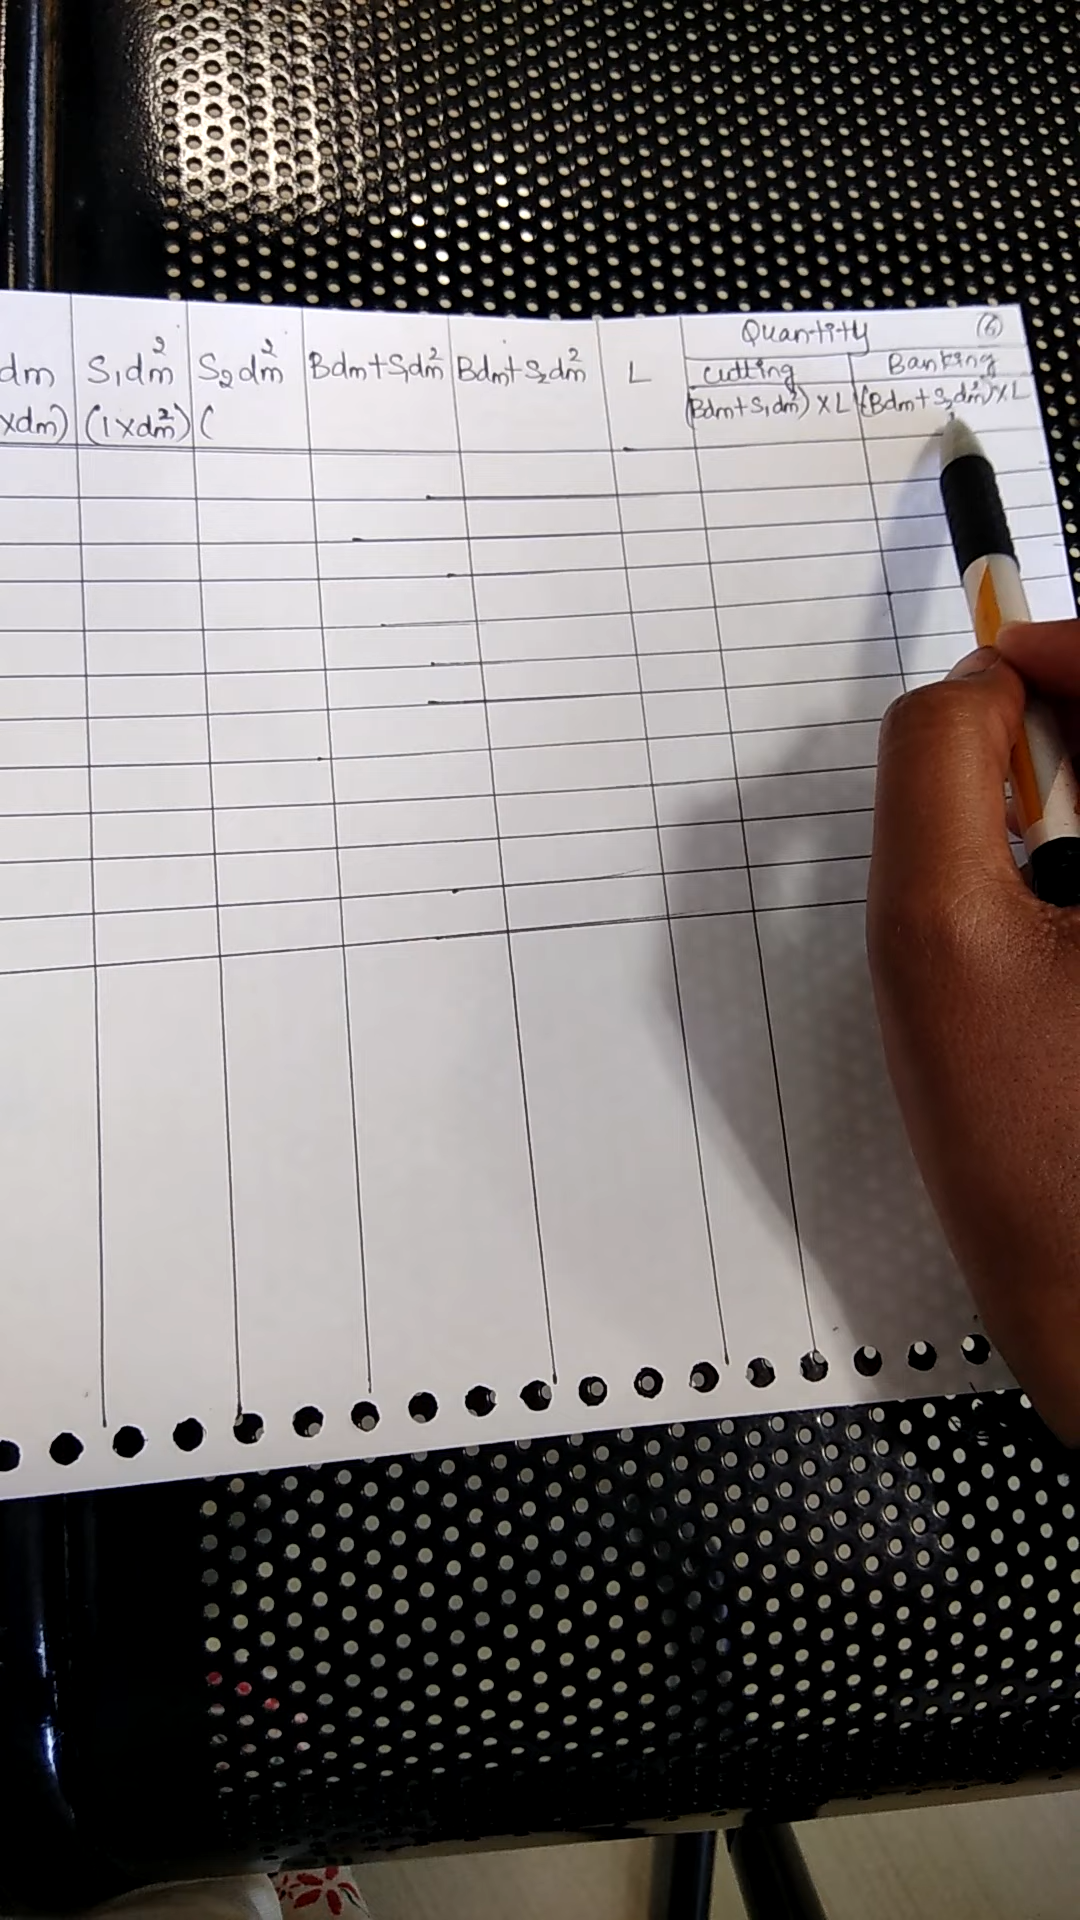 Quantity (6)
dm S₁dm² S₂dm² Bdm+S₁dm² Bdm+S₂dm² L cutting Banking
xdm) (1xdm²) ( (Bdm+S₁dm²) X L (Bdm+S₂dm²) X L